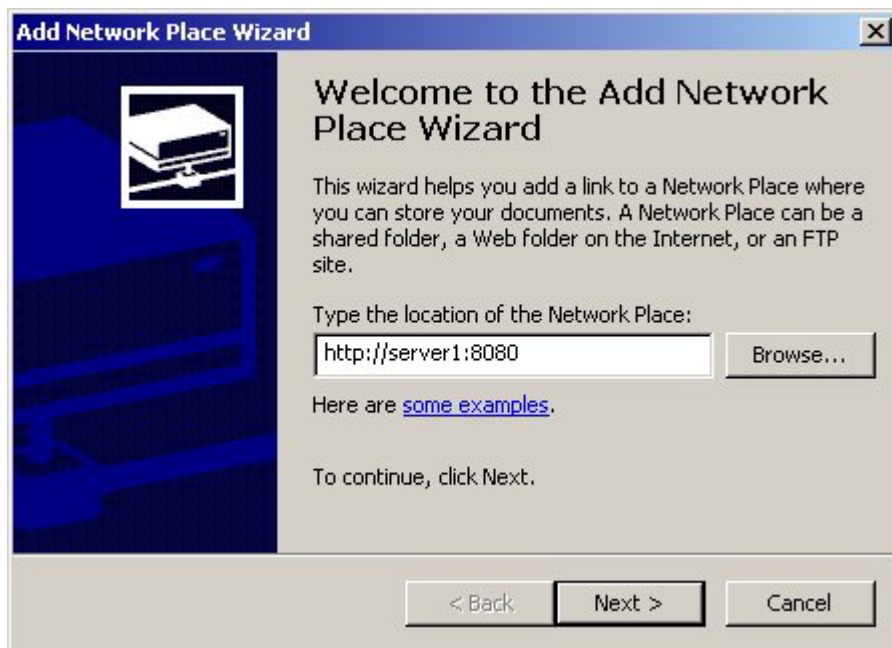 Add Network Place Wizard
Welcome to the Add Network
Place Wizard
This wizard helps you add a link to a Network Place where
you can store your documents. A Network Place can be a
shared folder, a Web folder on the Internet, or an FTP
site.
Type the location of the Network Place:
http://server1:8080
Browse...
Here are some examples.
To continue, click Next.
< Back
Next >
Cancel